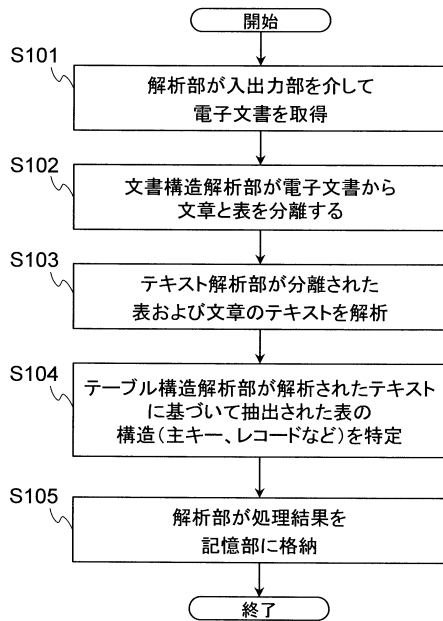 開始
S101
解析部が入出力部を介して
電子文書を取得
S102
文書構造解析部が電子文書から
文章と表を分離する
S103
テキスト解析部が分離された
表および文章のテキストを解析
S104
テーブル構造解析部が解析されたテキスト
に基づいて抽出された表の
構造(主キー、レコードなど)を特定
S105
解析部が処理結果を
記憶部に格納
終了